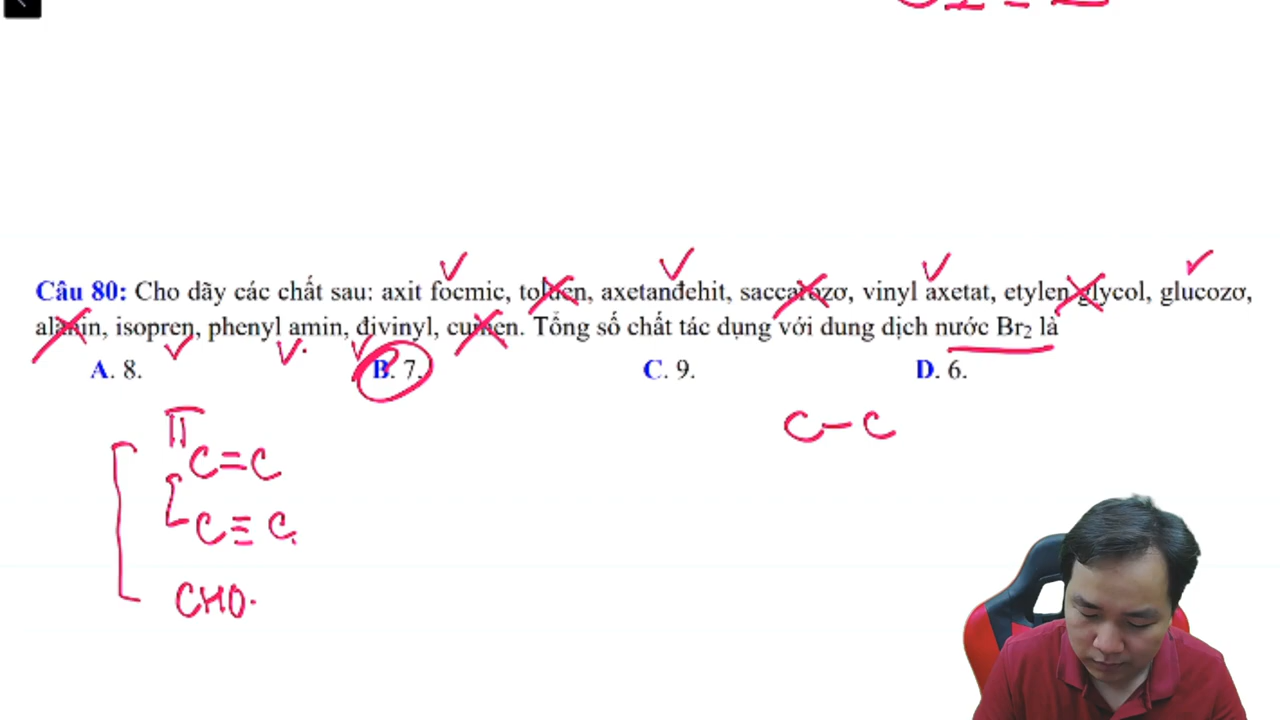 Câu 80: Cho dãy các chất sau: axit focmic, toluen, axetanđehit, saccarozơ, vinyl axetat, etylen glycol, glucozơ,
alanin, isopren, phenyl amin, đivinyl, cumen. Tổng số chất tác dụng với dung dịch nước Br₂ là
A. 8. B. 7. C. 9. D. 6.
C-C
π
C=C
C≡C
CHO